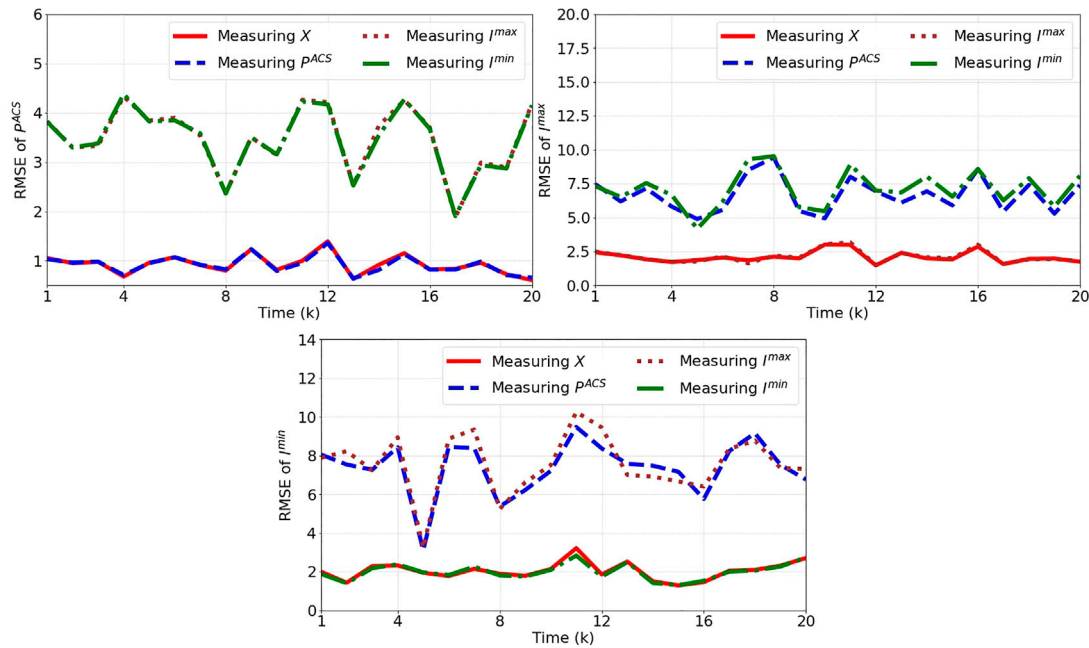 RMSE of P^ACS
6
5
4
3
2
1
Measuring X
Measuring P^ACS
Measuring I^max
Measuring I^min
1 4 8 12 16 20
Time (k)
RMSE of I^max
20.0
17.5
15.0
12.5
10.0
7.5
5.0
2.5
0.0
Measuring X
Measuring P^ACS
Measuring I^max
Measuring I^min
1 4 8 12 16 20
Time (k)
RMSE of I^min
14
12
10
8
6
4
2
0
Measuring X
Measuring P^ACS
Measuring I^max
Measuring I^min
1 4 8 12 16 20
Time (k)